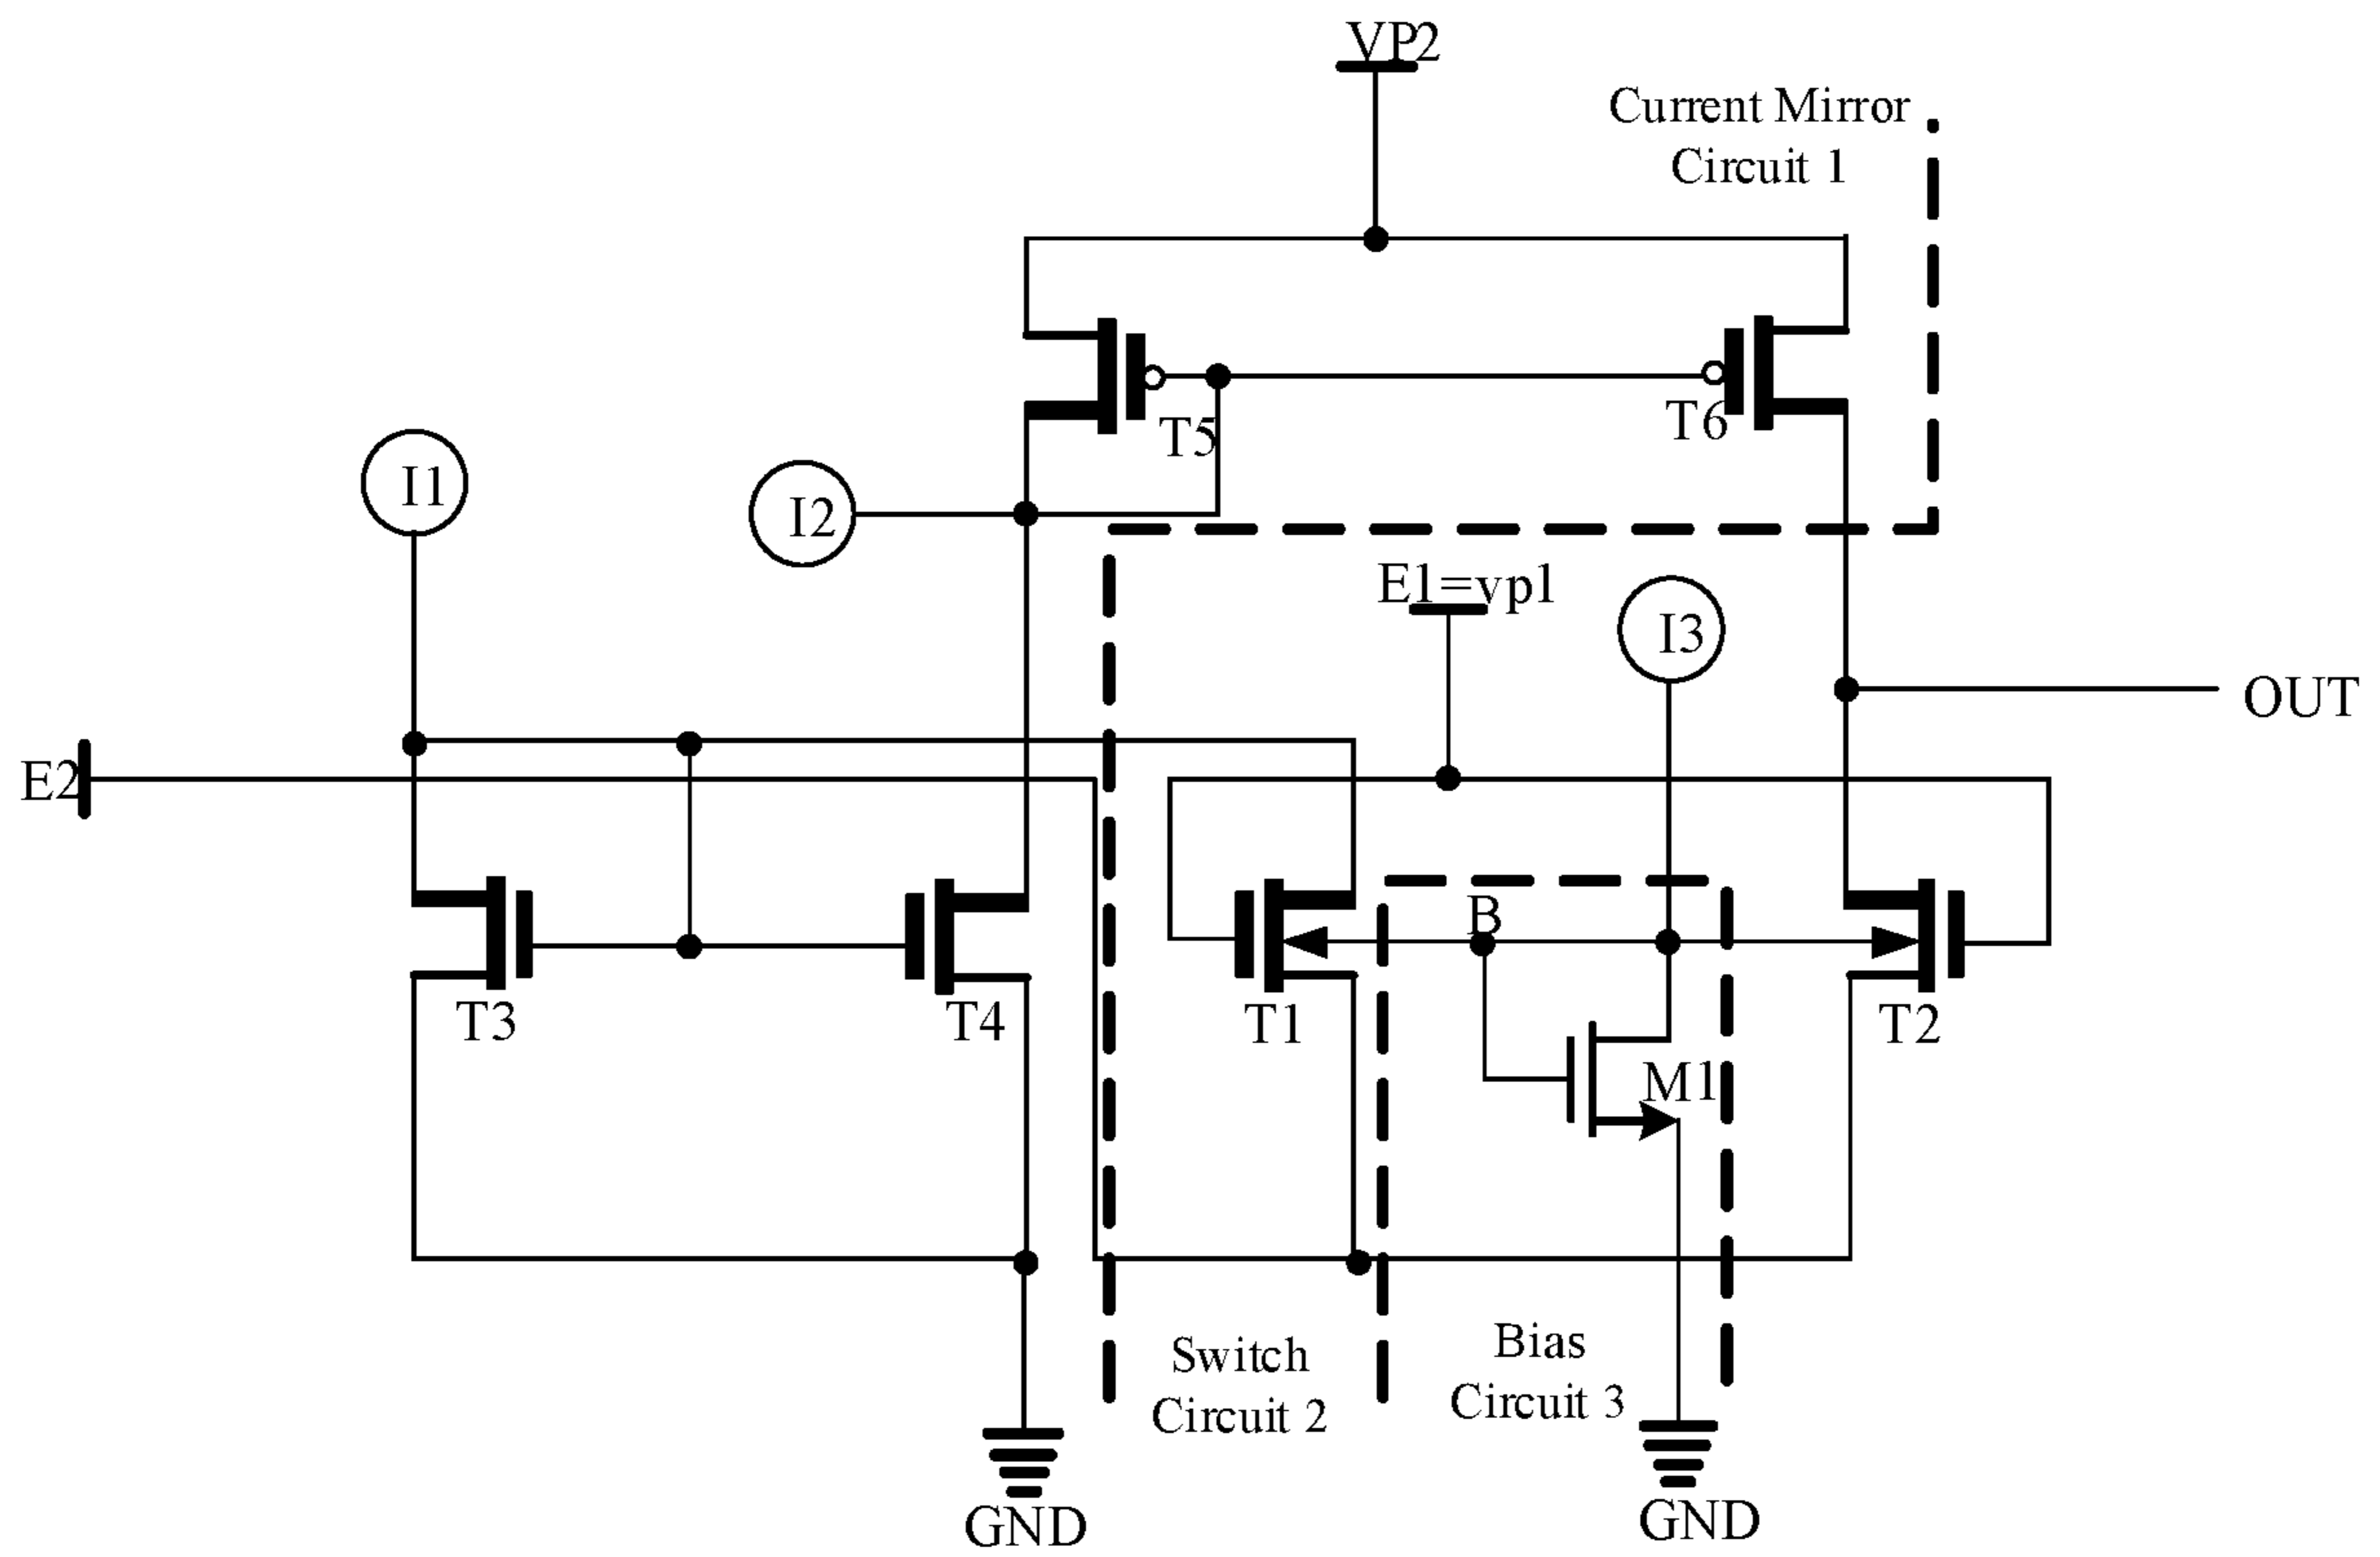 VP2
Current Mirror
Circuit 1
T5
T6
I1
I2
E1=vp1
I3
OUT
E2
B
T3
T4
T1
T2
M1
Switch
Circuit 2
Bias
Circuit 3
GND
GND